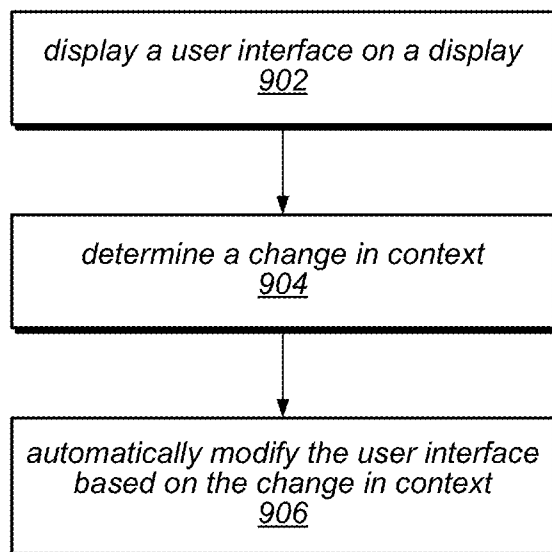 display a user interface on a display
902
determine a change in context
904
automatically modify the user interface
based on the change in context
906